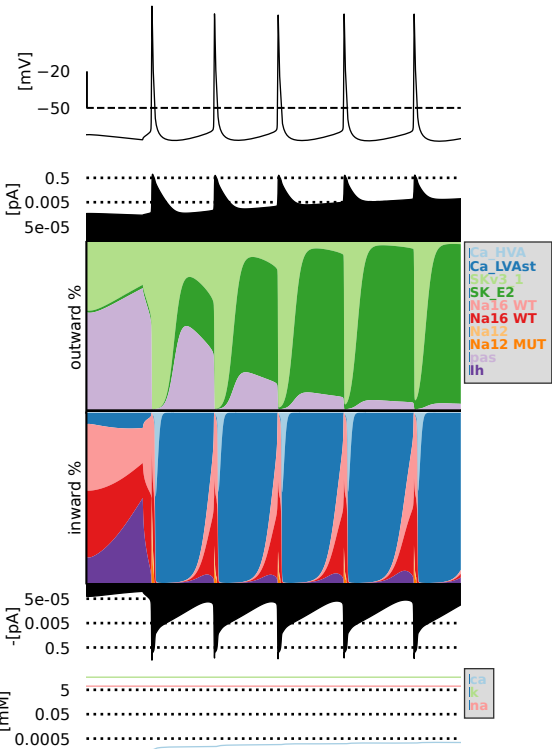 [mV]
−20
−50
[pA]
0.5
0.005
5e-05
outward %
Ca_HVA
Ca_LVAst
SKv3_1
SK_E2
Na16 WT
Na16 WT
Na12
Na12 MUT
pas
Ih
inward %
-[pA]
5e-05
0.005
0.5
[mM]
5
0.05
0.0005
ca
k
na